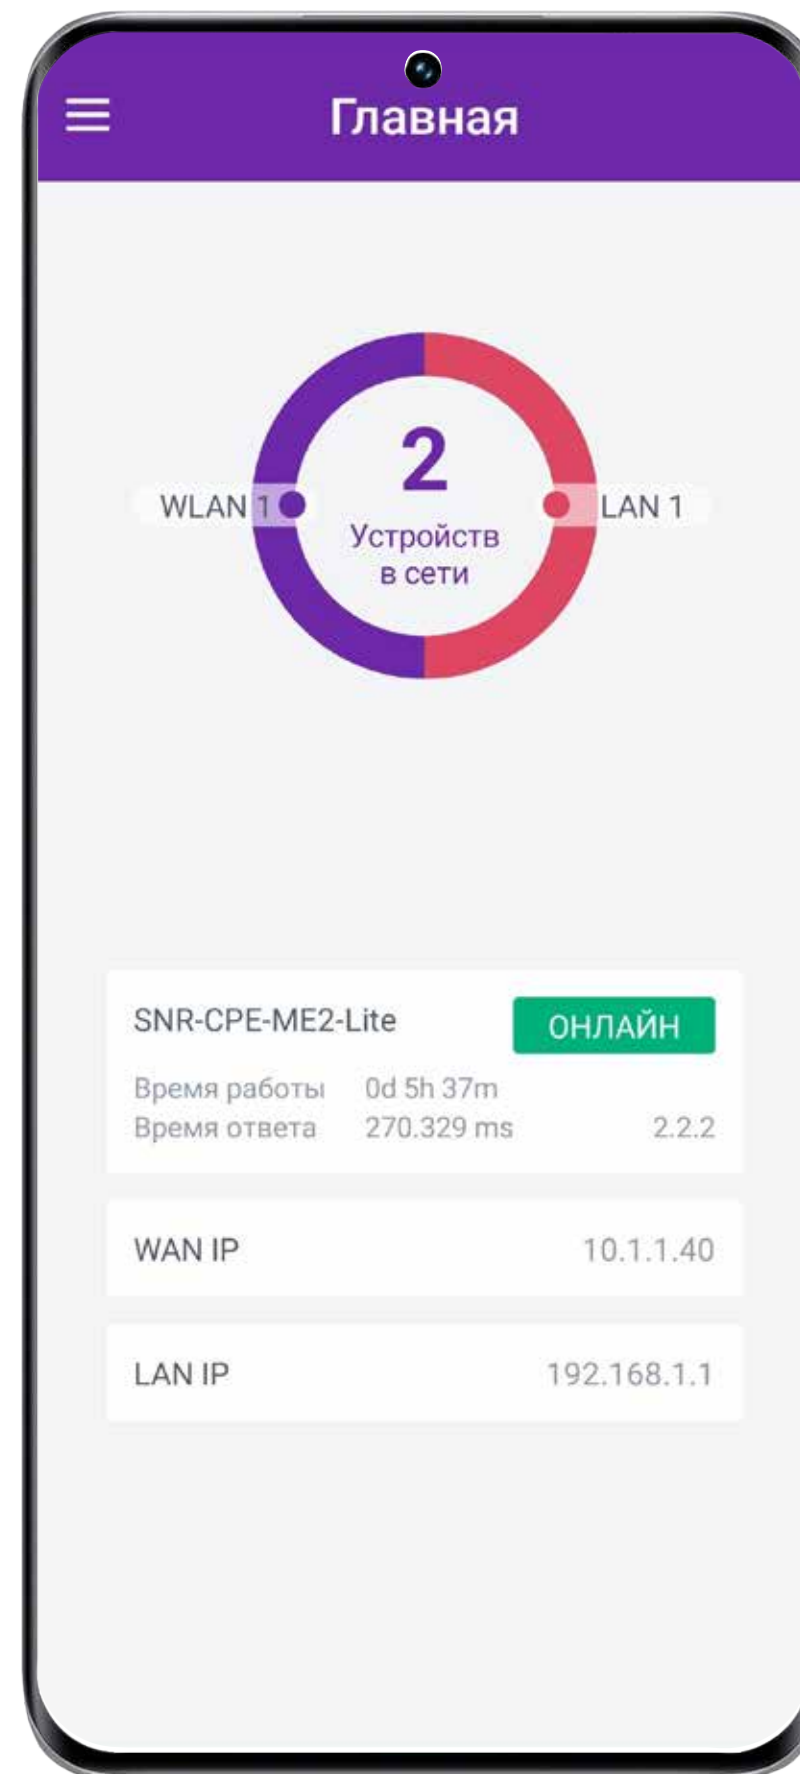 Главная
2
Устройств
в сети
WLAN 1
LAN 1
SNR-CPE-ME2-Lite
ОНЛАЙН
Время работы 0d 5h 37m
Время ответа 270.329 ms 2.2.2
WAN IP 10.1.1.40
LAN IP 192.168.1.1